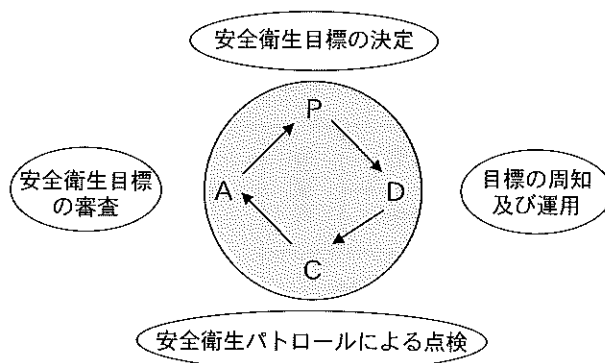 安全衛生目標の決定
P
安全衛生目標
の審査
A
D
目標の周知
及び運用
C
安全衛生パトロールによる点検